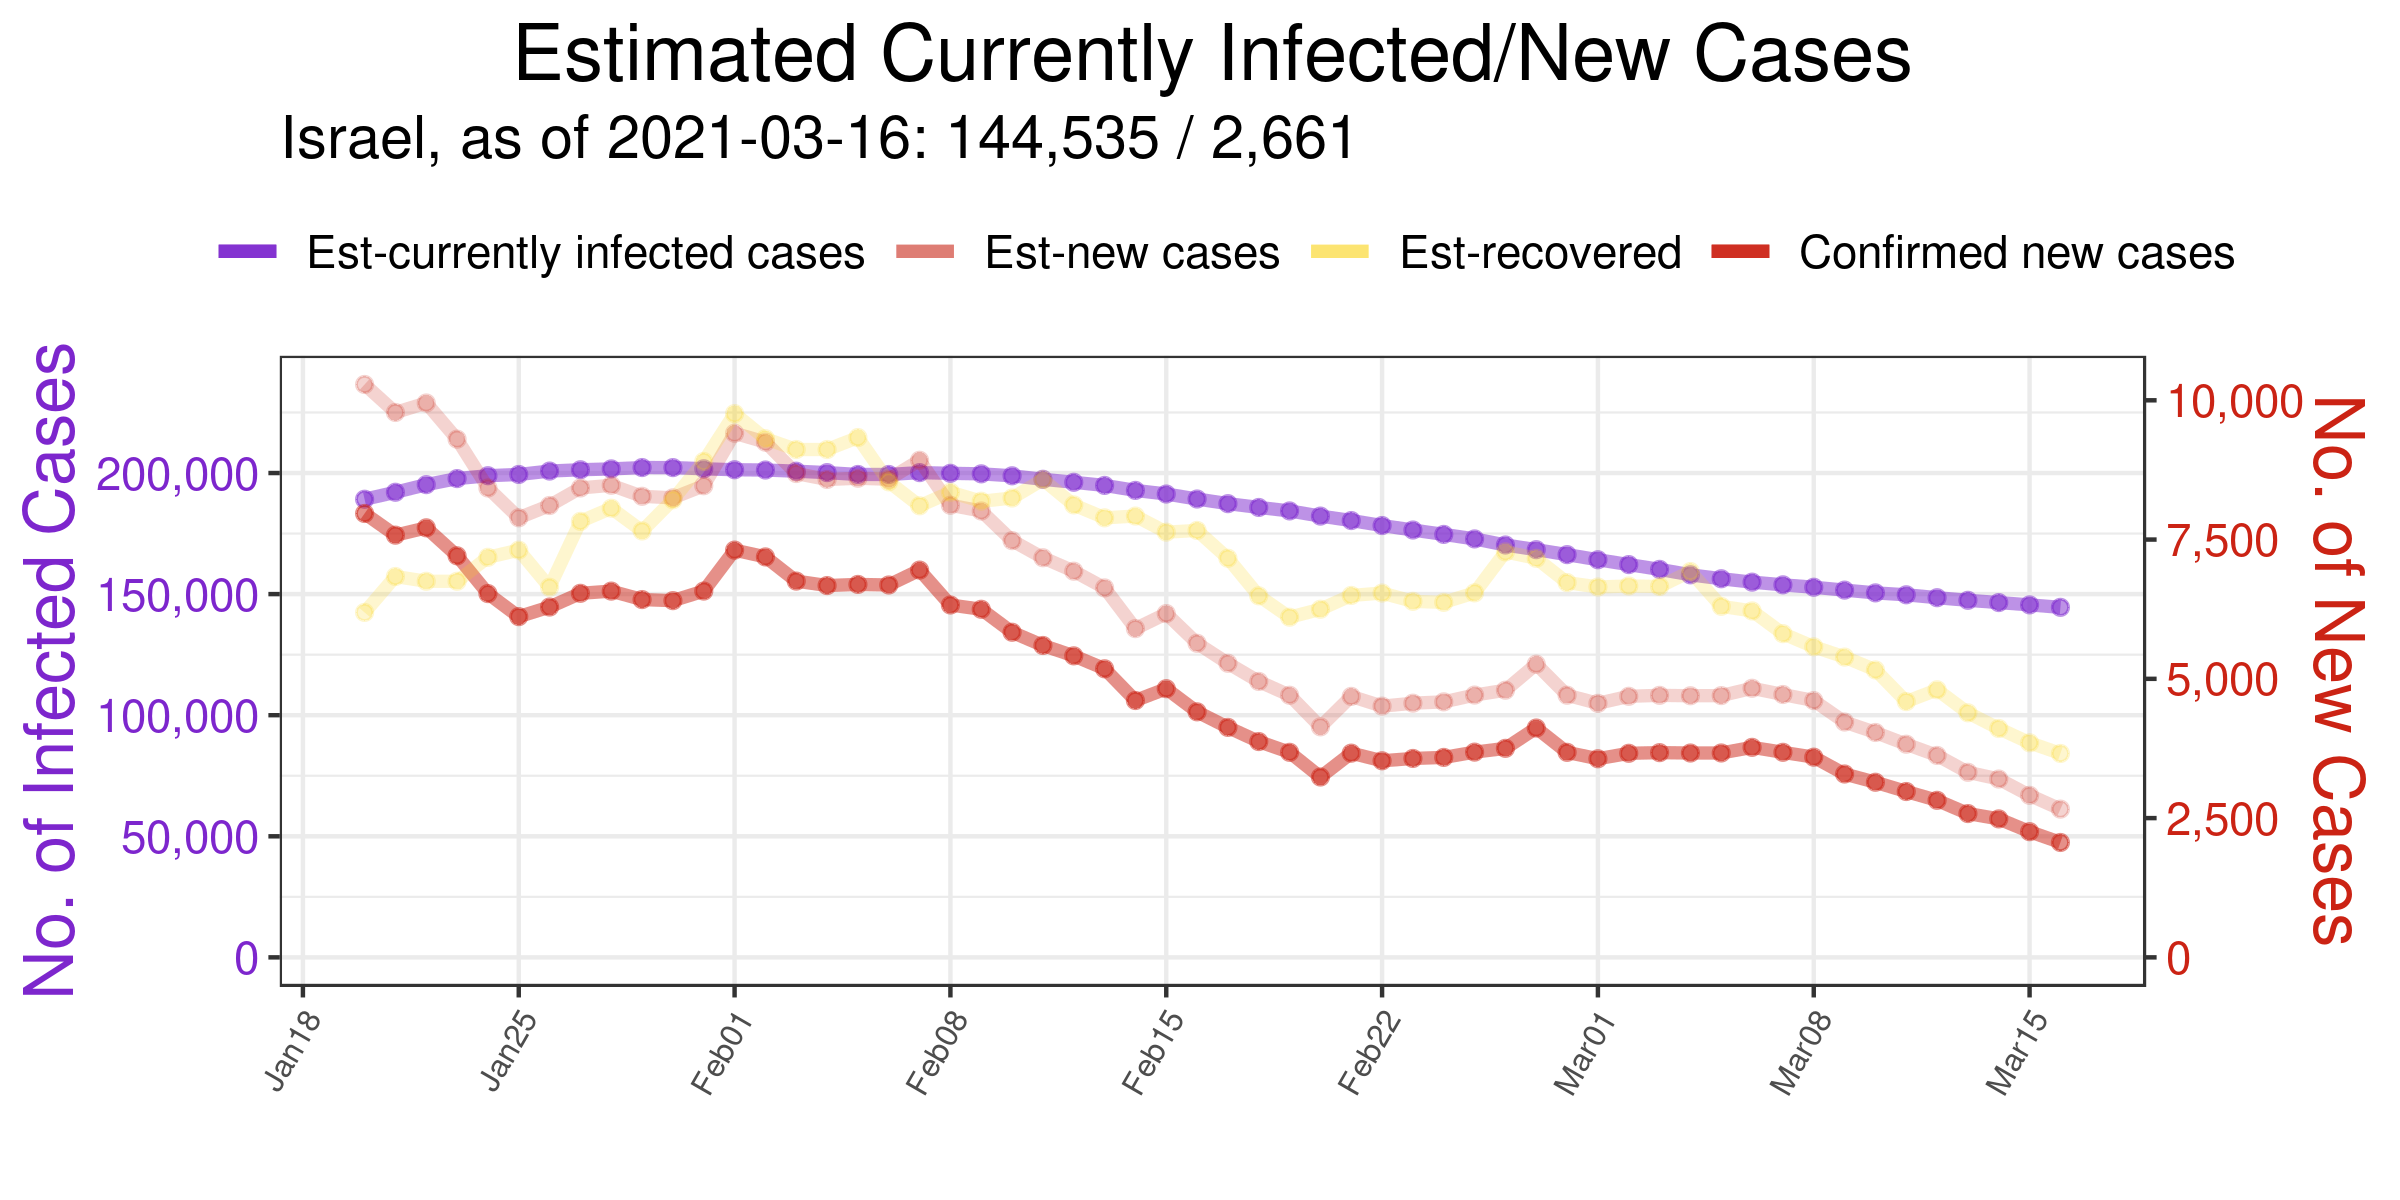 Estimated Currently Infected/New Cases
Israel, as of 2021-03-16: 144,535 / 2,661
Est-currently infected cases Est-new cases Est-recovered Confirmed new cases
No. of Infected Cases
200,000
150,000
100,000
50,000
0
10,000
7,500
5,000
2,500
0
No. of New Cases
Jan18 Jan25 Feb01 Feb08 Feb15 Feb22 Mar01 Mar08 Mar15